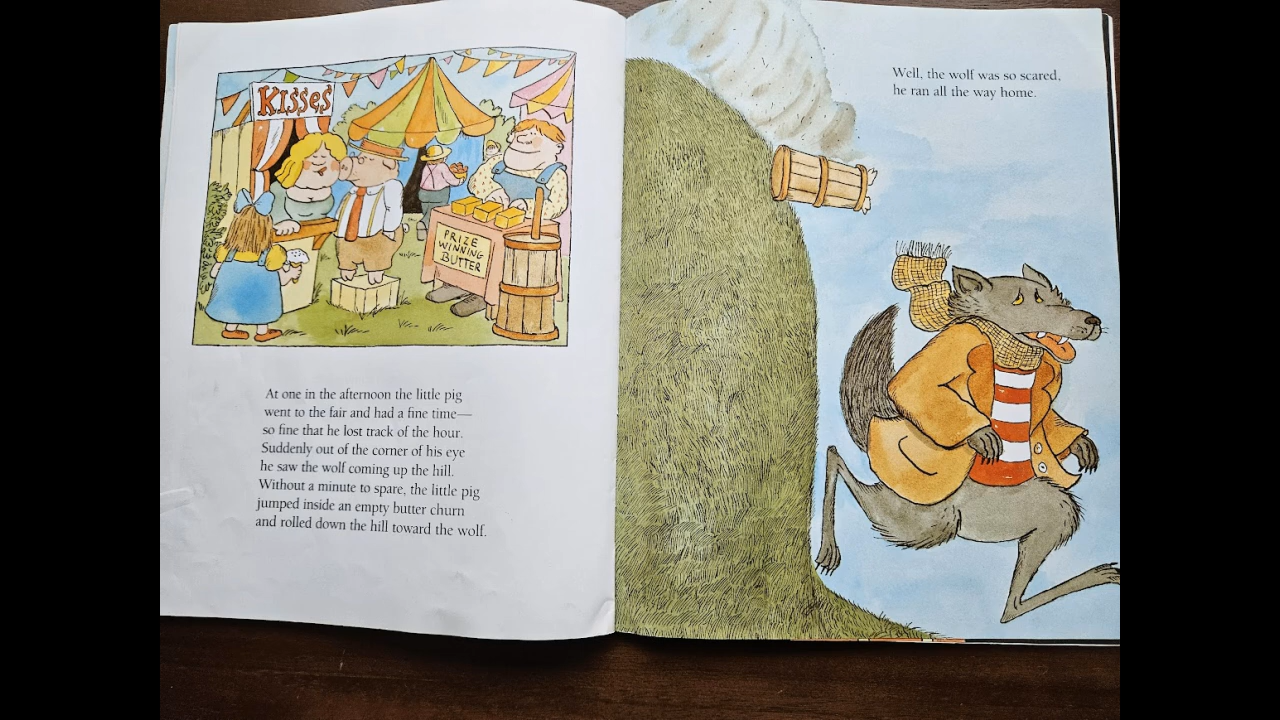 KISSES
PRIZE
WINNING
BUTTER
At one in the afternoon the little pig
went to the fair and had a fine time—
so fine that he lost track of the hour.
Suddenly out of the corner of his eye
he saw the wolf coming up the hill.
Without a minute to spare, the little pig
jumped inside an empty butter churn
and rolled down the hill toward the wolf.
Well, the wolf was so scared,
he ran all the way home.